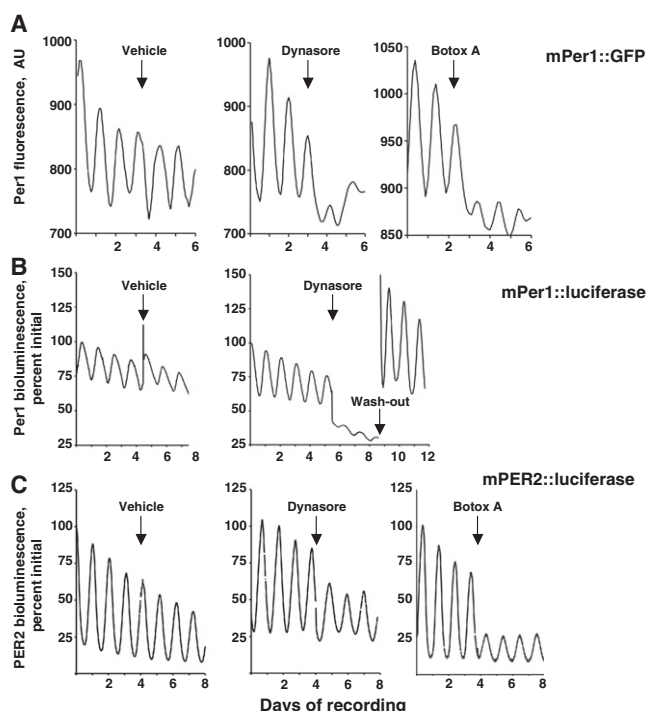 A
mPer1::GFP
Per1 fluorescence, AU
Vehicle
1000
900
800
700
2 4 6
Dynasore
1000
900
800
700
0 2 4 6
Botox A
1050
1000
950
900
850
0 2 4 6
B
mPer1::luciferase
Per1 bioluminescence,
percent initial
Vehicle
150
125
100
75
50
25
0 2 4 6 8
Dynasore
Wash-out
150
125
100
75
50
25
2 4 6 8 10 12
C
mPER2::luciferase
PER2 bioluminescence,
percent initial
Vehicle
125
100
75
50
25
0 2 4 6 8
Dynasore
125
100
75
50
25
0 2 4 6 8
Botox A
125
100
75
50
25
2 4 6 8
Days of recording